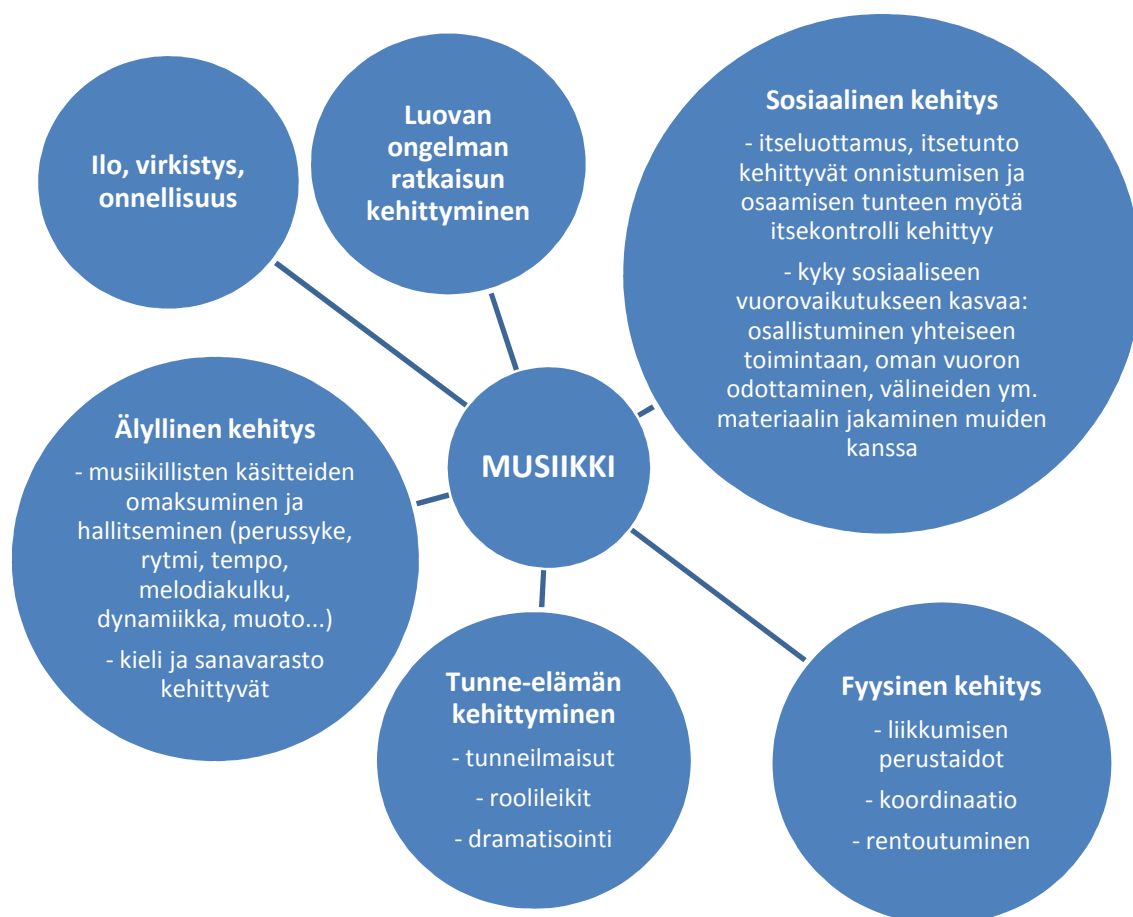 Ilo, virkistys,
onnellisuus
Luovan
ongelman
ratkaisun
kehittyminen
Sosiaalinen kehitys
- itseluottamus, itsetunto
kehittyvät onnistumisen ja
osaamisen tunteen myötä
itsekontrolli kehittyy
- kyky sosiaaliseen
vuorovaikutukseen kasvaa:
osallistuminen yhteiseen
toimintaan, oman vuoron
odottaminen, välineiden ym.
materiaalin jakaminen muiden
kanssa
MUSIIKKI
Älyllinen kehitys
- musiikillisten käsitteiden
omaksuminen ja
hallitseminen (perussyke,
rytmi, tempo,
melodiakulku,
dynamiikka, muoto...)
- kieli ja sanavarasto
kehittyvät
Tunne-elämän
kehittyminen
- tunneilmaisut
- roolileikit
- dramatisointi
Fyysinen kehitys
- liikkumisen
perustaidot
- koordinaatio
- rentoutuminen